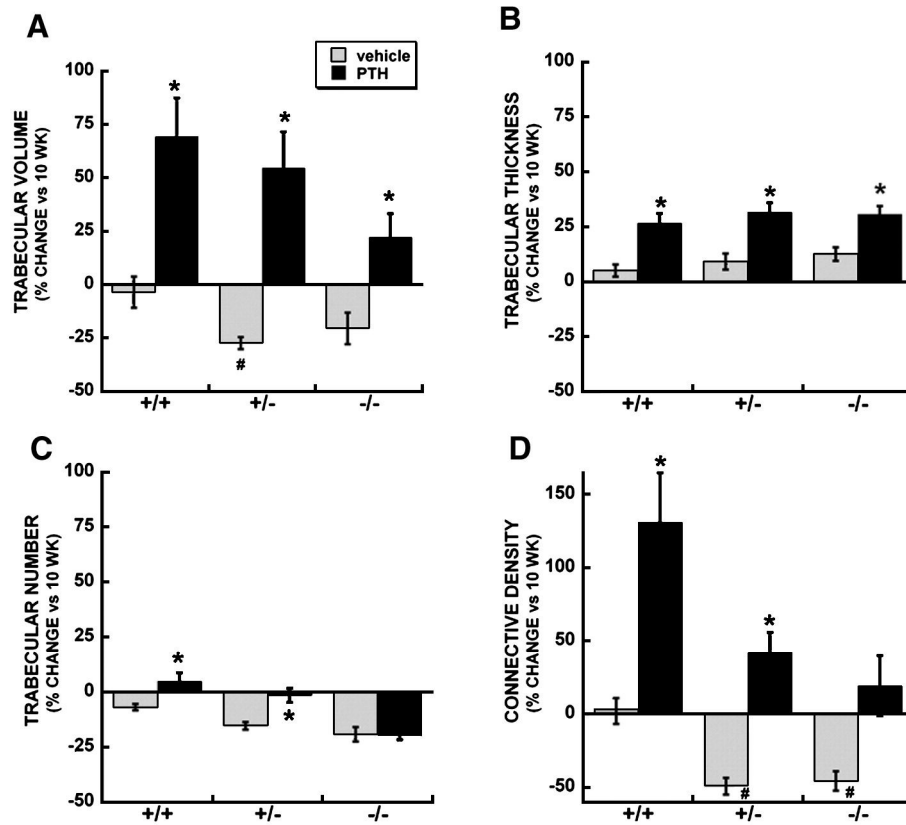 A
vehicle
PTH
TRABECULAR VOLUME
(% CHANGE vs 10 WK)
100
75
50
25
0
-25
-50
*
*
*
#
+/+ +/- -/-
B
TRABECULAR THICKNESS
(% CHANGE vs 10 WK)
100
75
50
25
0
-25
-50
*
*
*
+/+ +/- -/-
C
TRABECULAR NUMBER
(% CHANGE vs 10 WK)
100
75
50
25
0
-25
-50
*
*
+/+ +/- -/-
D
CONNECTIVE DENSITY
(% CHANGE vs 10 WK)
150
100
50
0
-50
*
*
# #
+/+ +/- -/-